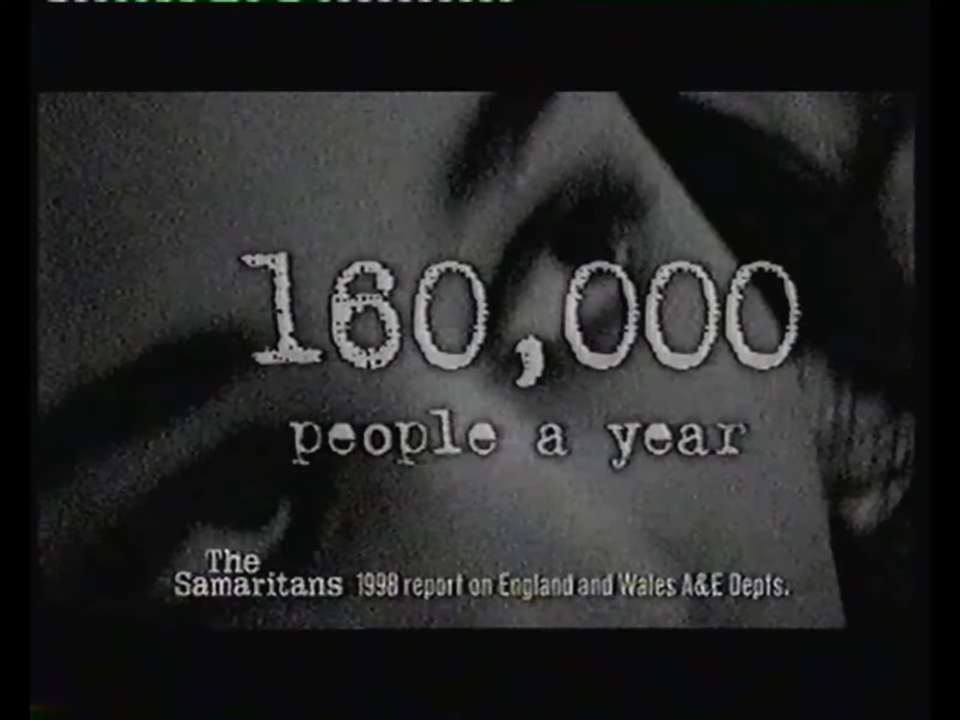 160,000
people a year
The
Samaritans 1998 report on England and Wales A&E Depts.